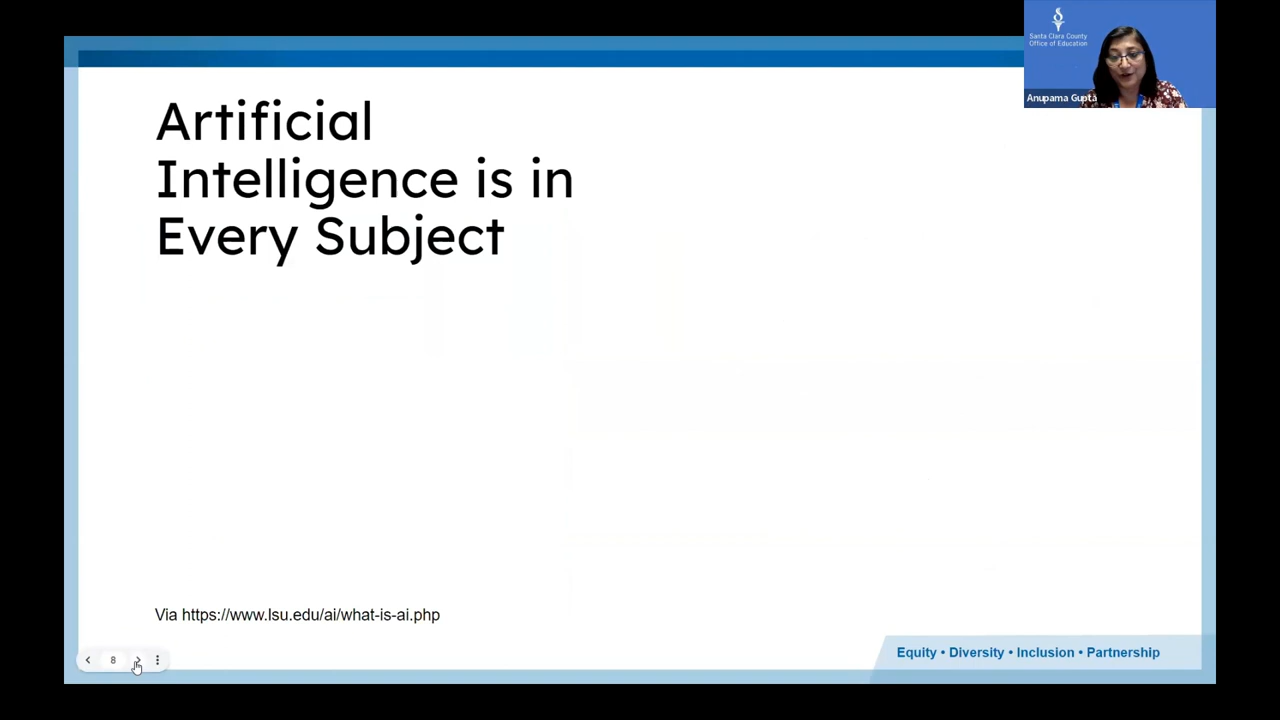 Santa Clara County
Office of Education
Anupama Gupta
Artificial
Intelligence is in
Every Subject
Via https://www.lsu.edu/ai/what-is-ai.php
8
Equity • Diversity • Inclusion • Partnership